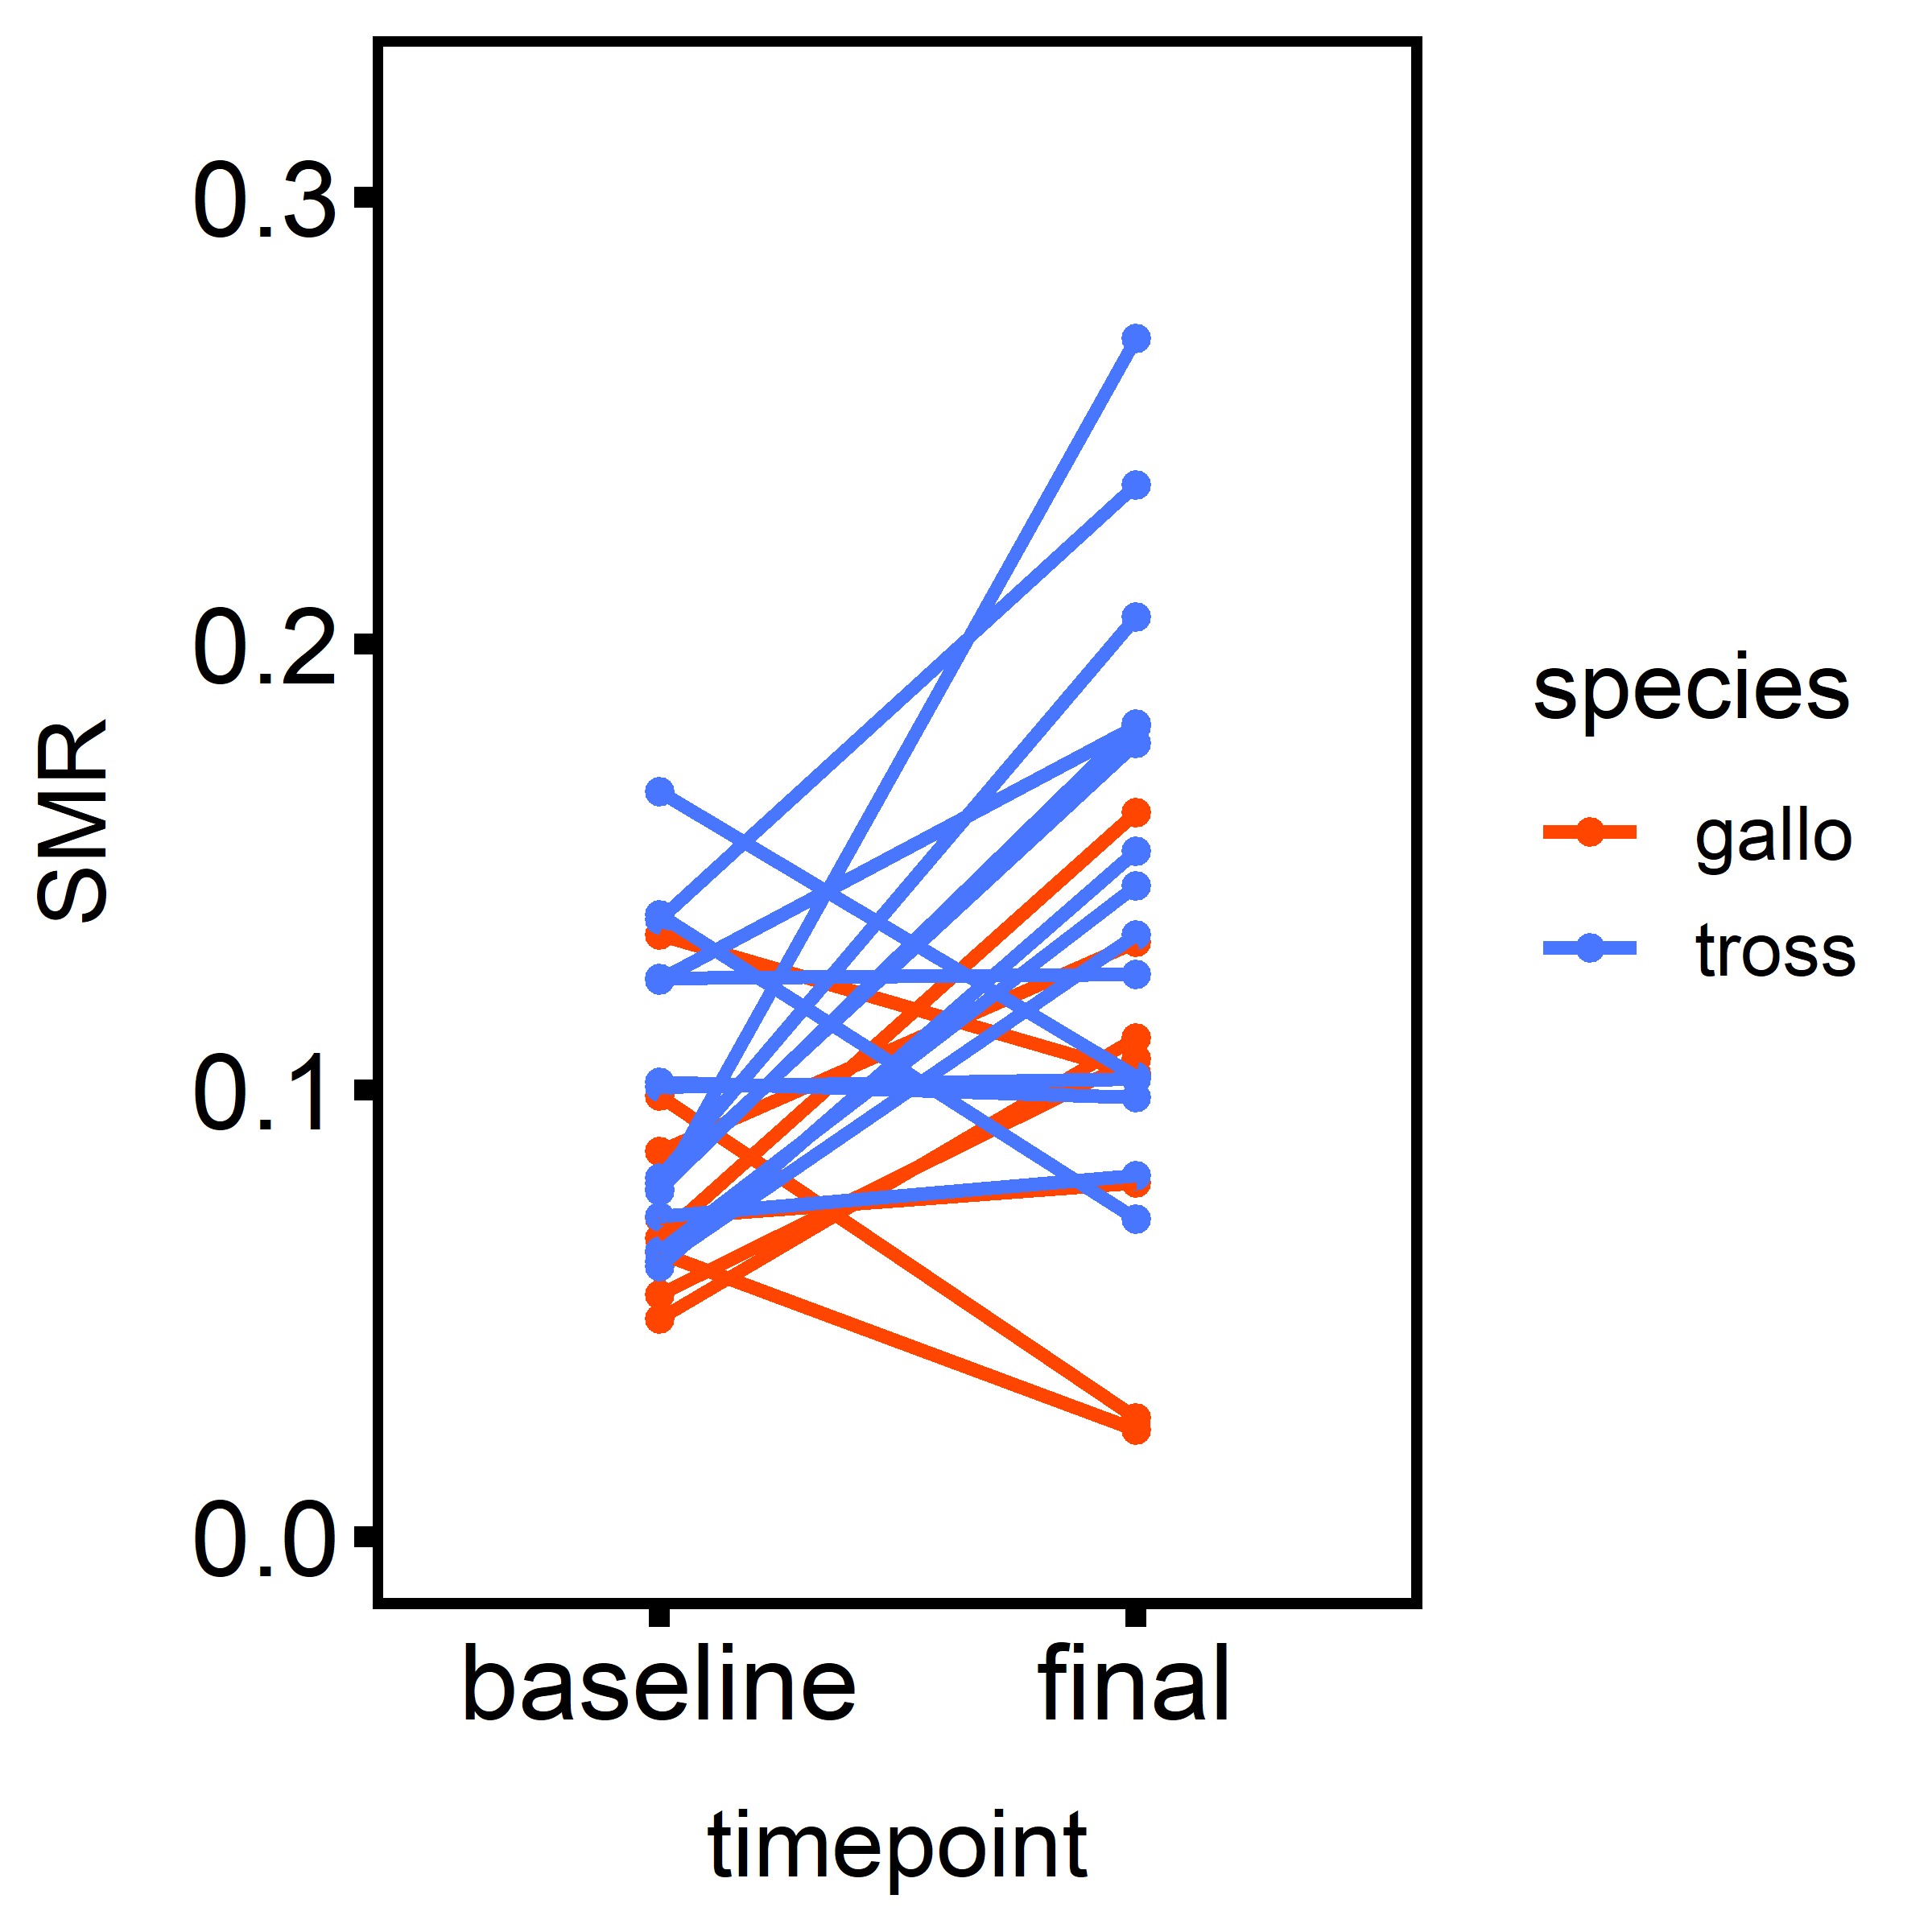 SMR
0.3
0.2
0.1
0.0
baseline final
timepoint
species
gallo
tross